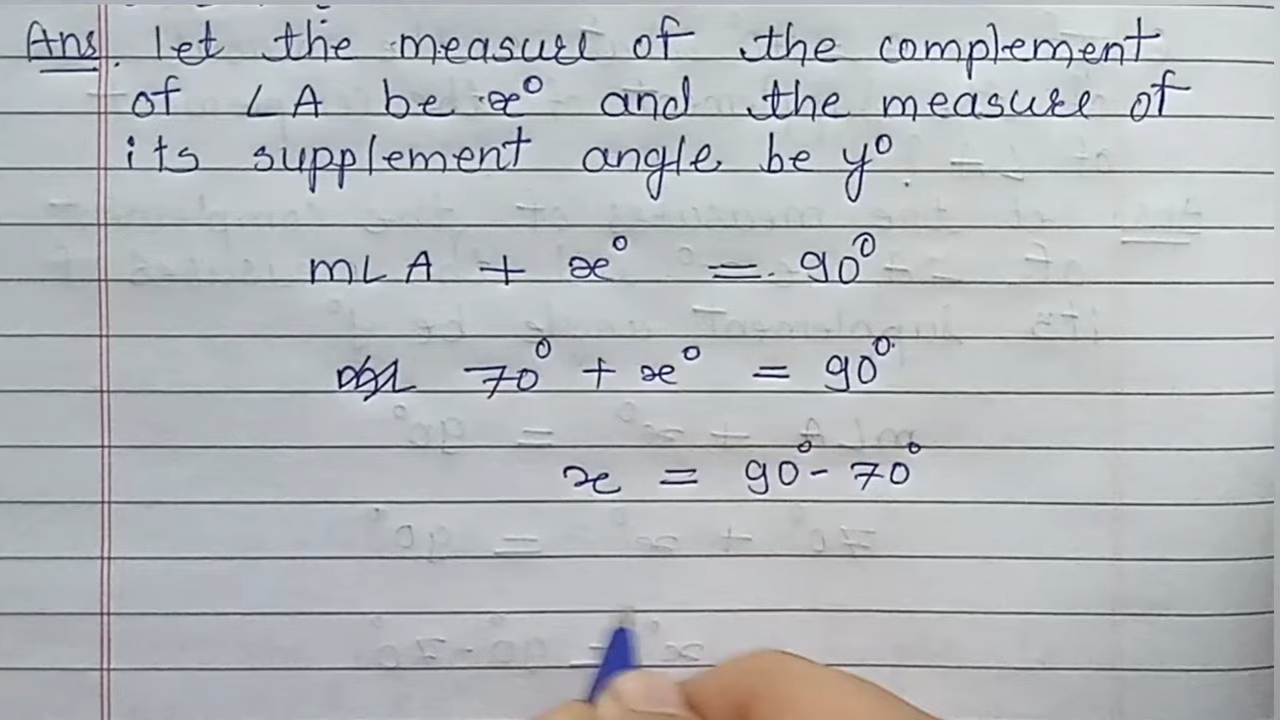 Ans. let the measure of the complement
of ∠A be x° and the measure of
its supplement angle be y°.
m∠A + x° = 90°
70° + x° = 90°
x = 90° - 70°